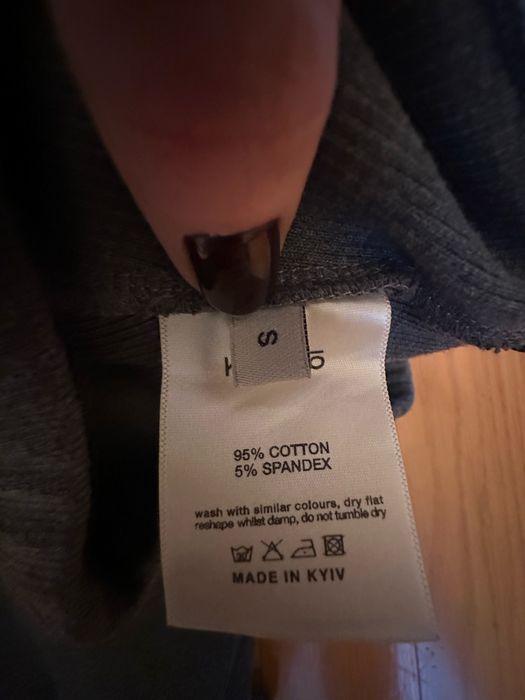 S
95% COTTON
5% SPANDEX
wash with similar colours, dry flat
reshape whilst damp, do not tumble dry
MADE IN KYIV